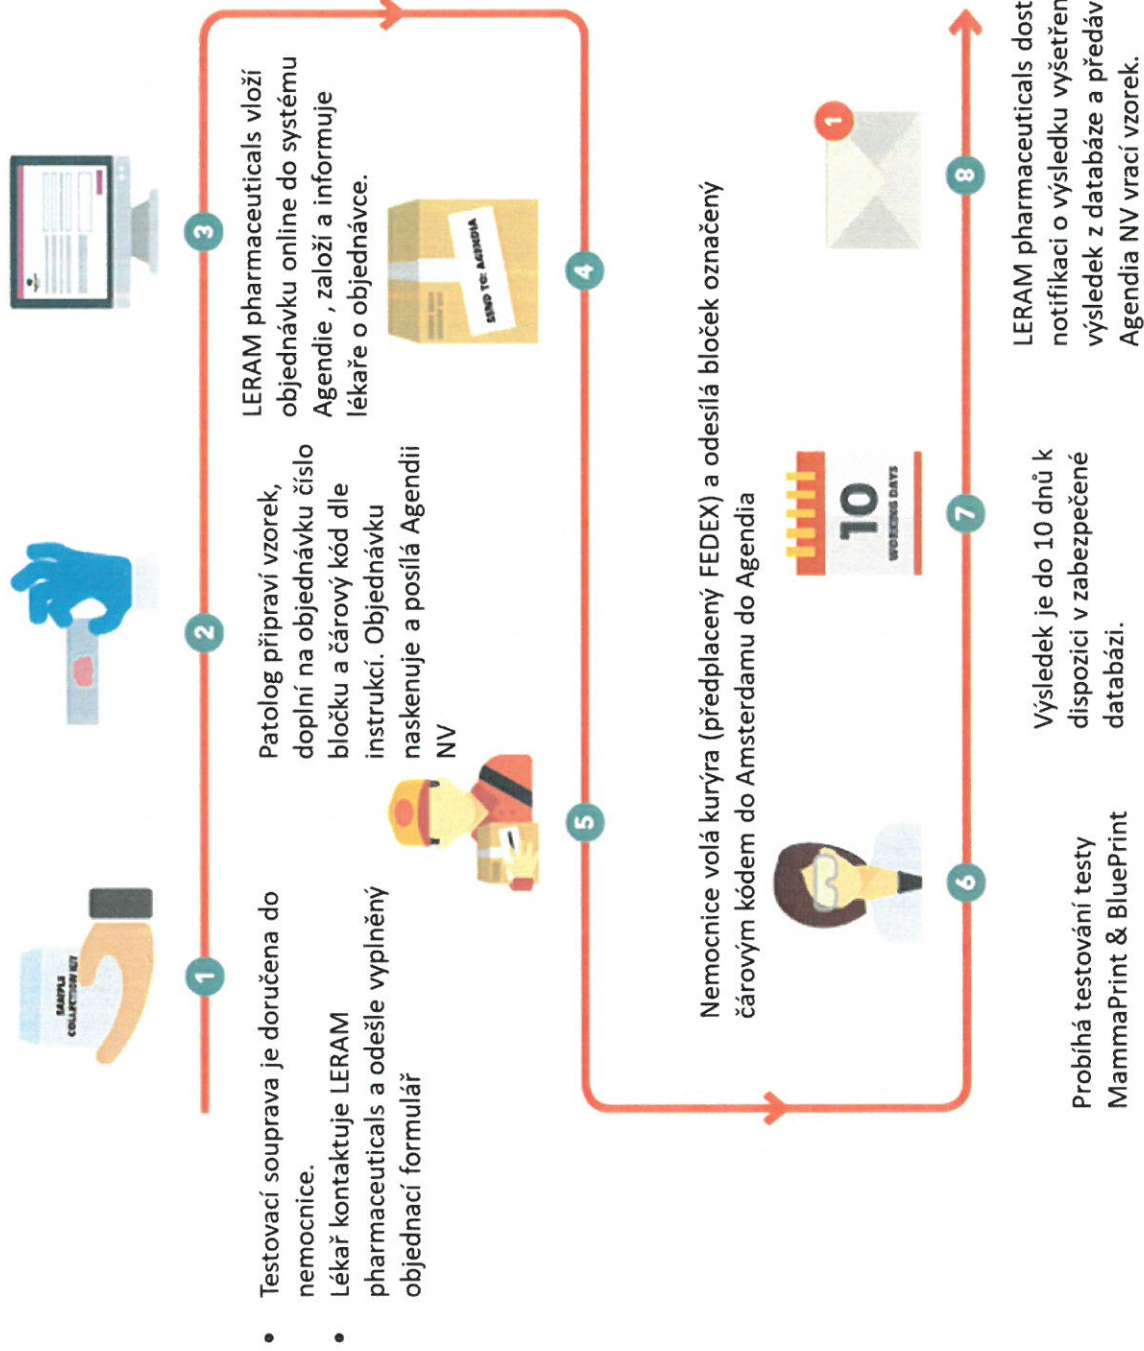 SAMPLE
COLLECTION KIT
1
• Testovací souprava je doručena do
nemocnice.
• Lékař kontaktuje LERAM
pharmaceuticals a odešle vyplněný
objednací formulář
2
Patolog připraví vzorek,
doplní na objednávku číslo
bločku a čárový kód dle
instrukcí. Objednávku
naskenuje a posílá Agendii
NV
3
LERAM pharmaceuticals vloží
objednávku online do systému
Agendie , založí a informuje
lékaře o objednávce.
SEND TO: AGENDIA
4
5
Nemocnice volá kurýra (předplacený FEDEX) a odesílá bloček označený
čárovým kódem do Amsterdamu do Agendia
6
Probíhá testování testy
MammaPrint & BluePrint
10
WORKING DAYS
7
Výsledek je do 10 dnů k
dispozici v zabezpečené
databázi.
1
8
LERAM pharmaceuticals dost
notifikaci o výsledku vyšetřen
výsledek z databáze a předáv
Agendia NV vrací vzorek.